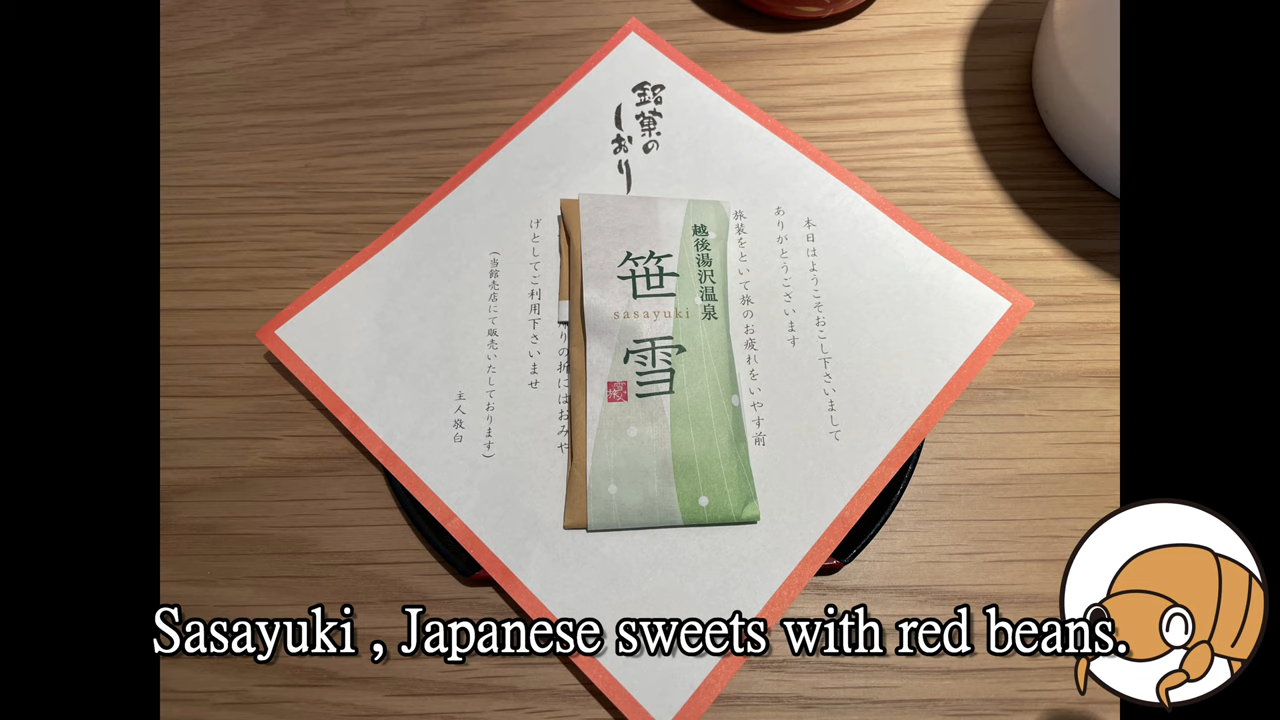 銘菓の
しおり
本日はようこそおこし下さいまして
ありがとうございます
旅装をといて旅のお疲れをいやす前
りの折にはおみや
げとしてご利用下さいませ
(当館売店にて販売いたしております)
主人敬白
越後湯沢温泉
笹雪
sasayuki
Sasayuki , Japanese sweets with red beans.